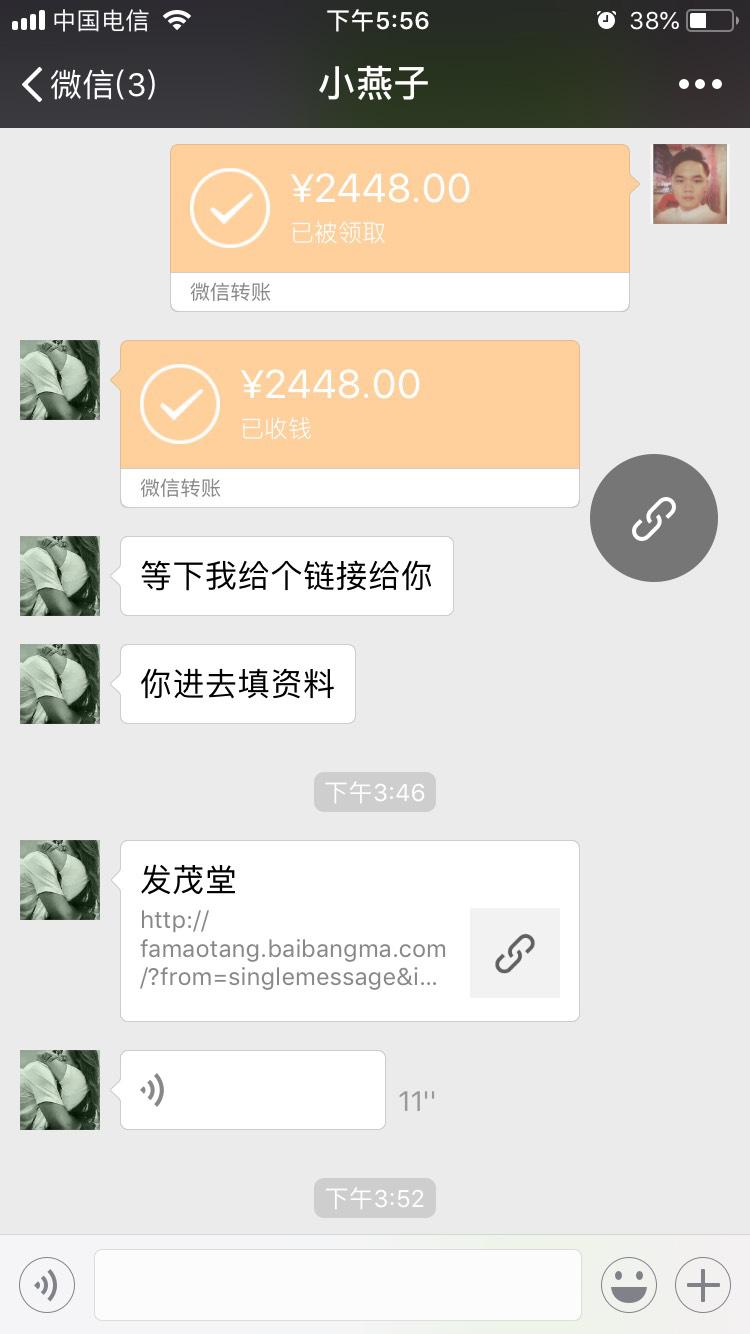 中国电信 下午5:56 38%
微信(3) 小燕子
¥2448.00
已被领取
微信转账
¥2448.00
已收钱
微信转账
等下我给个链接给你
你进去填资料
下午3:46
发茂堂
http://
famaotang.baibangma.com
/?from=singlemessage&i...
11''
下午3:52